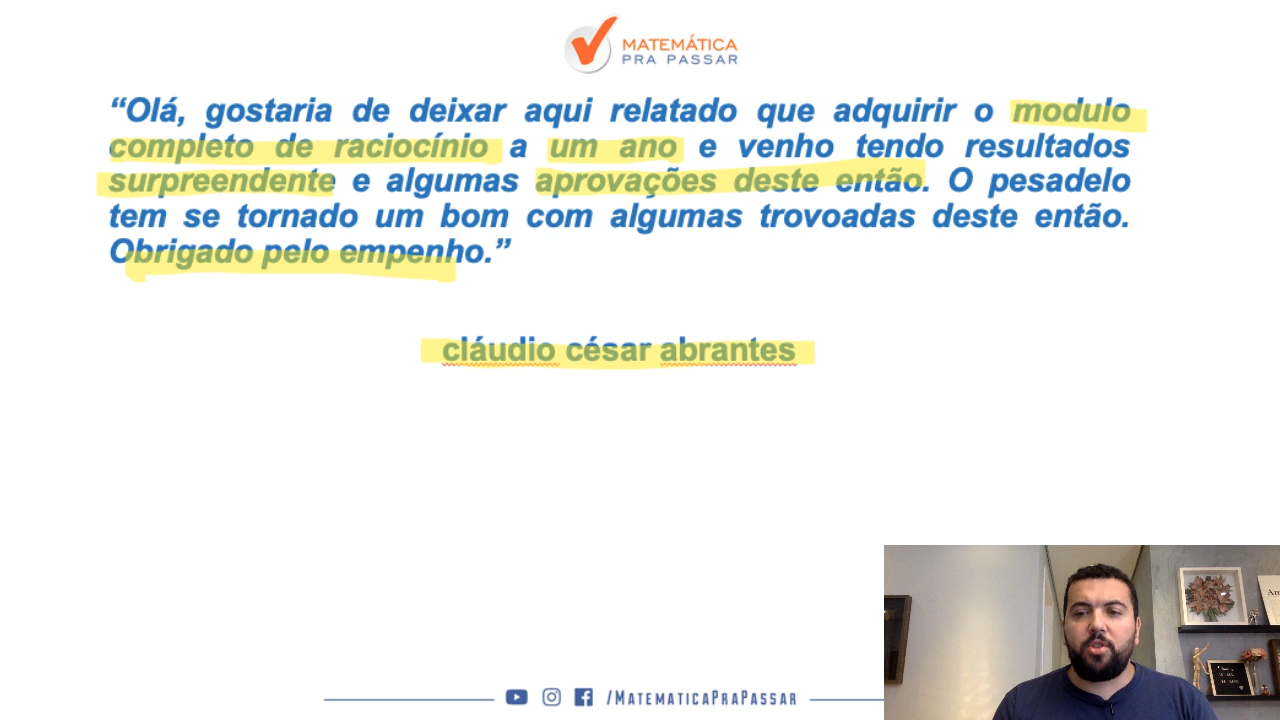 MATEMÁTICA
PRA PASSAR
“Olá, gostaria de deixar aqui relatado que adquirir o modulo
completo de raciocínio a um ano e venho tendo resultados
surpreendente e algumas aprovações deste então. O pesadelo
tem se tornado um bom com algumas trovoadas deste então.
Obrigado pelo empenho.”
cláudio césar abrantes
/MATEMATICAPRAPASSAR